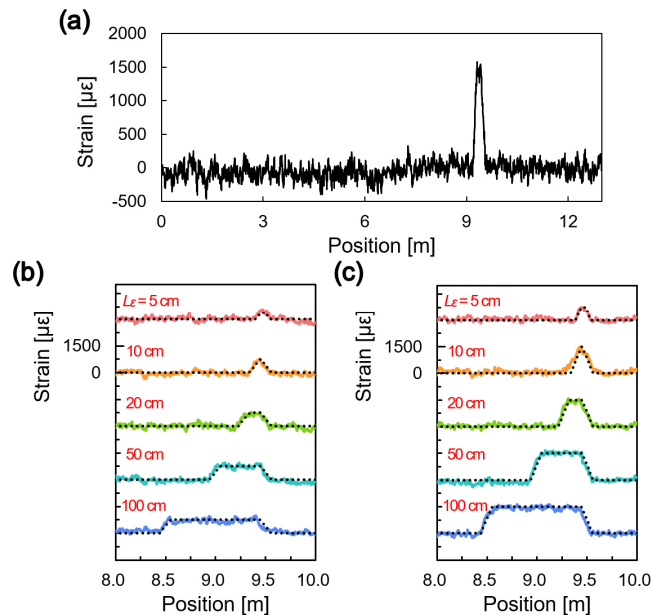 (a)
2000
1500
1000
500
0
-500
Strain [µε]
0 3 6 9 12
Position [m]
(b)
Lε = 5 cm
1500
0
10 cm
20 cm
50 cm
100 cm
Strain [µε]
8.0 8.5 9.0 9.5 10.0
Position [m]
(c)
Lε = 5 cm
1500
0
10 cm
20 cm
50 cm
100 cm
Strain [µε]
8.0 8.5 9.0 9.5 10.0
Position [m]